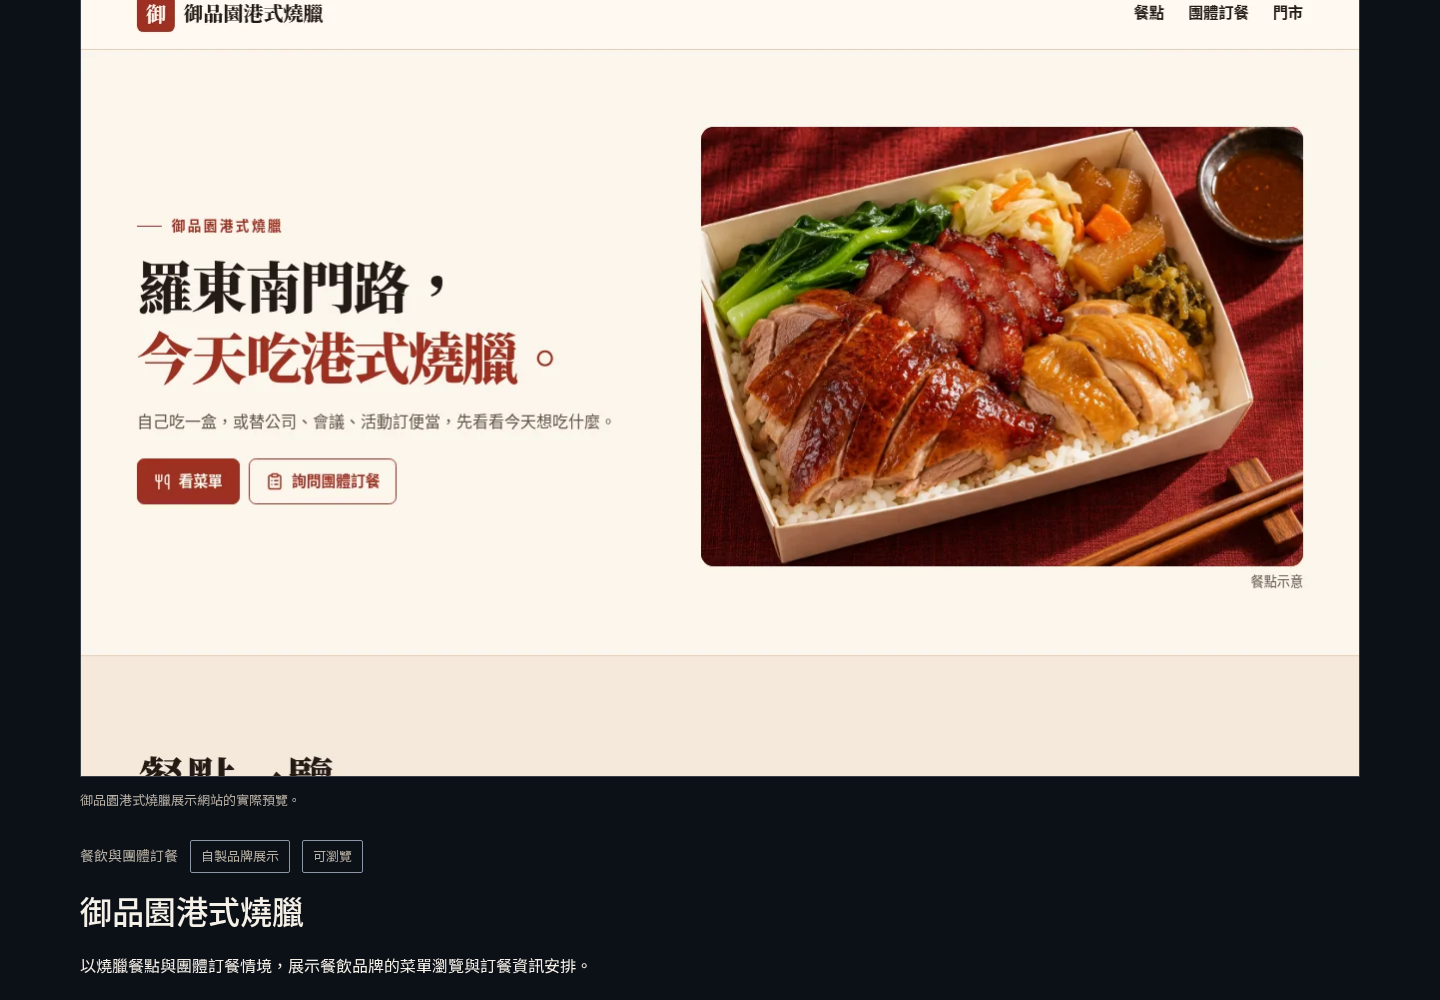 御 御品園港式燒臘
餐點 團體訂餐 門市
御品園港式燒臘
羅東南門路，
今天吃港式燒臘。
自己吃一盒，或替公司、會議、活動訂便當，先看看今天想吃什麼。
看菜單 詢問團體訂餐
餐點示意
餐點一覽
御品園港式燒臘展示網站的實際預覽。
餐飲與團體訂餐 自製品牌展示 可瀏覽
御品園港式燒臘
以燒臘餐點與團體訂餐情境，展示餐飲品牌的菜單瀏覽與訂餐資訊安排。